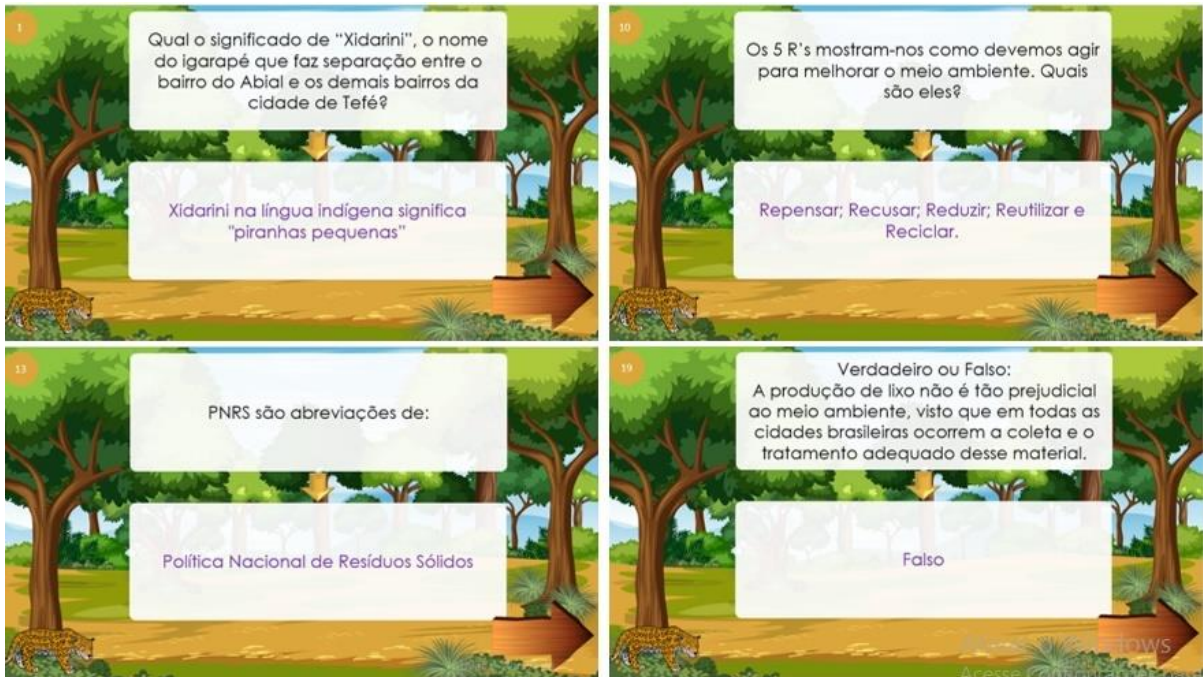 1
Qual o significado de “Xidarini”, o nome
do igarapé que faz separação entre o
bairro do Abial e os demais bairros da
cidade de Tefé?
Xidarini na língua indígena significa
"piranhas pequenas”
10
Os 5 R's mostram-nos como devemos agir
para melhorar o meio ambiente. Quais
são eles?
Repensar; Recusar; Reduzir; Reutilizar e
Reciclar.
13
PNRS são abreviações de:
Política Nacional de Resíduos Sólidos
19
Verdadeiro ou Falso:
A produção de lixo não é tão prejudicial
ao meio ambiente, visto que em todas as
cidades brasileiras ocorrem a coleta e o
tratamento adequado desse material.
Falso
Acesse